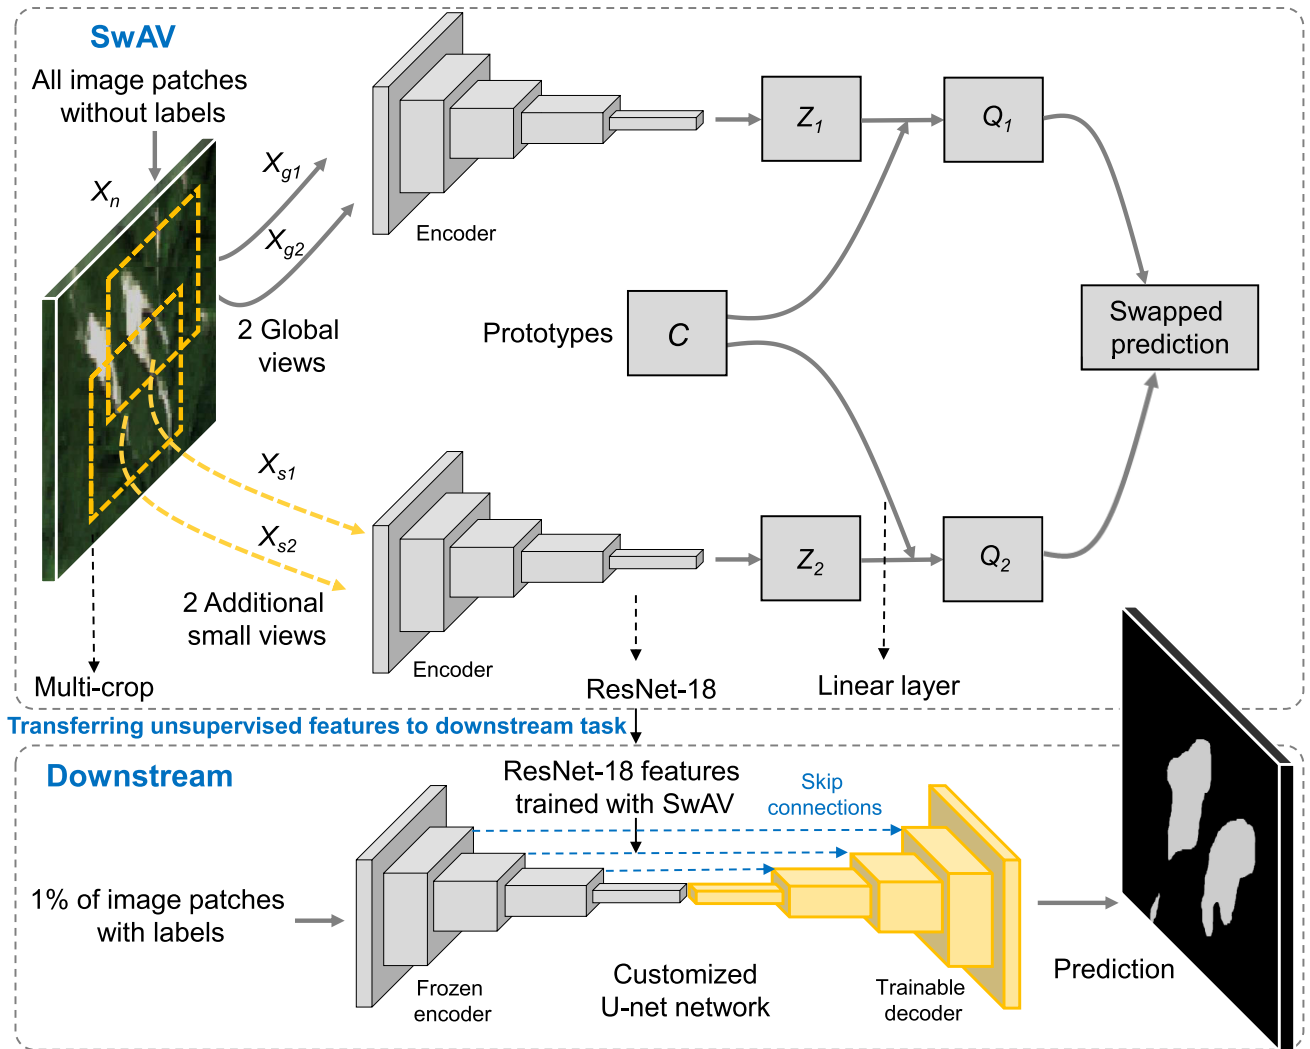 SwAV
All image patches
without labels
Xn
Xg1
Xg2
2 Global
views
Encoder
Z1
Q1
Prototypes
C
Swapped
prediction
Xs1
Xs2
2 Additional
small views
Encoder
Z2
Q2
Multi-crop
ResNet-18
Linear layer
Transferring unsupervised features to downstream task
Downstream
ResNet-18 features
trained with SwAV
Skip
connections
1% of image patches
with labels
Frozen
encoder
Customized
U-net network
Trainable
decoder
Prediction